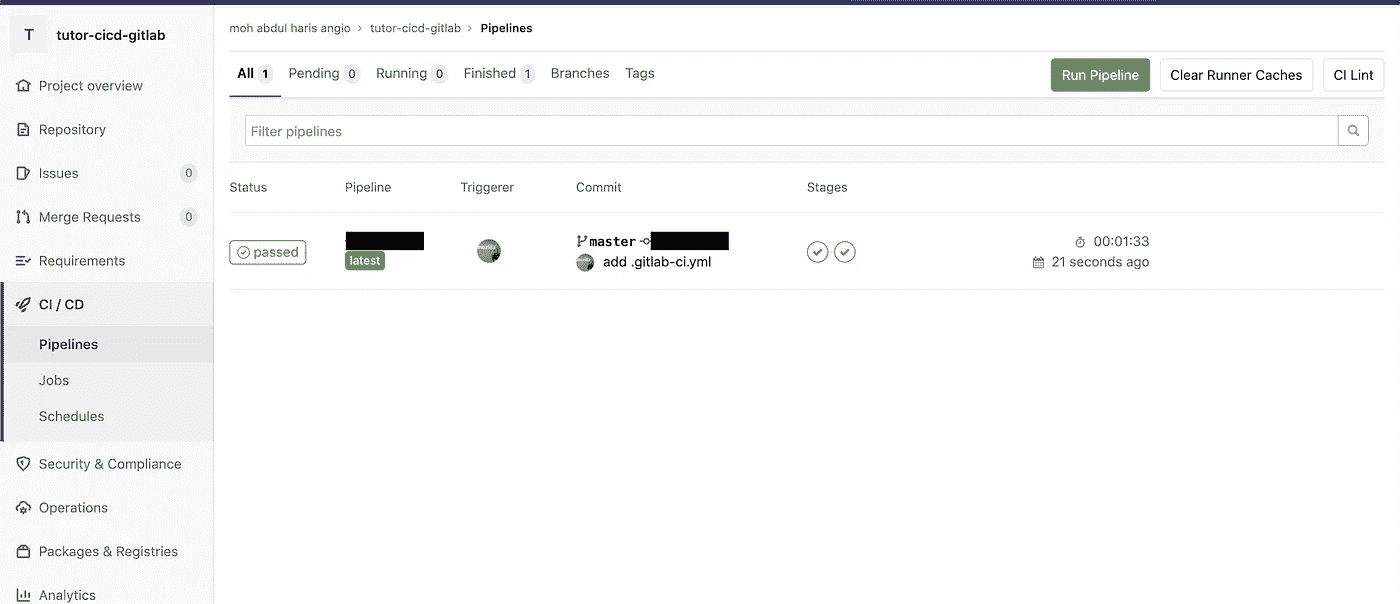 T tutor-cicd-gitlab
Project overview
Repository
Issues 0
Merge Requests 0
Requirements
CI / CD
Pipelines
Jobs
Schedules
Security & Compliance
Operations
Packages & Registries
Analytics
moh abdul haris angio › tutor-cicd-gitlab › Pipelines
All 1 Pending 0 Running 0 Finished 1 Branches Tags
Run Pipeline Clear Runner Caches CI Lint
Filter pipelines
Status Pipeline Triggerer Commit Stages
passed
latest
master
add .gitlab-ci.yml
00:01:33
21 seconds ago